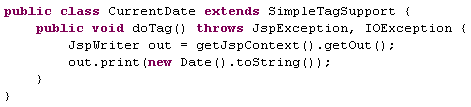 public class CurrentDate extends SimpleTagSupport {
    public void doTag() throws JspException, IOException {
        JspWriter out = getJspContext().getOut();
        out.print(new Date().toString());
    }
}